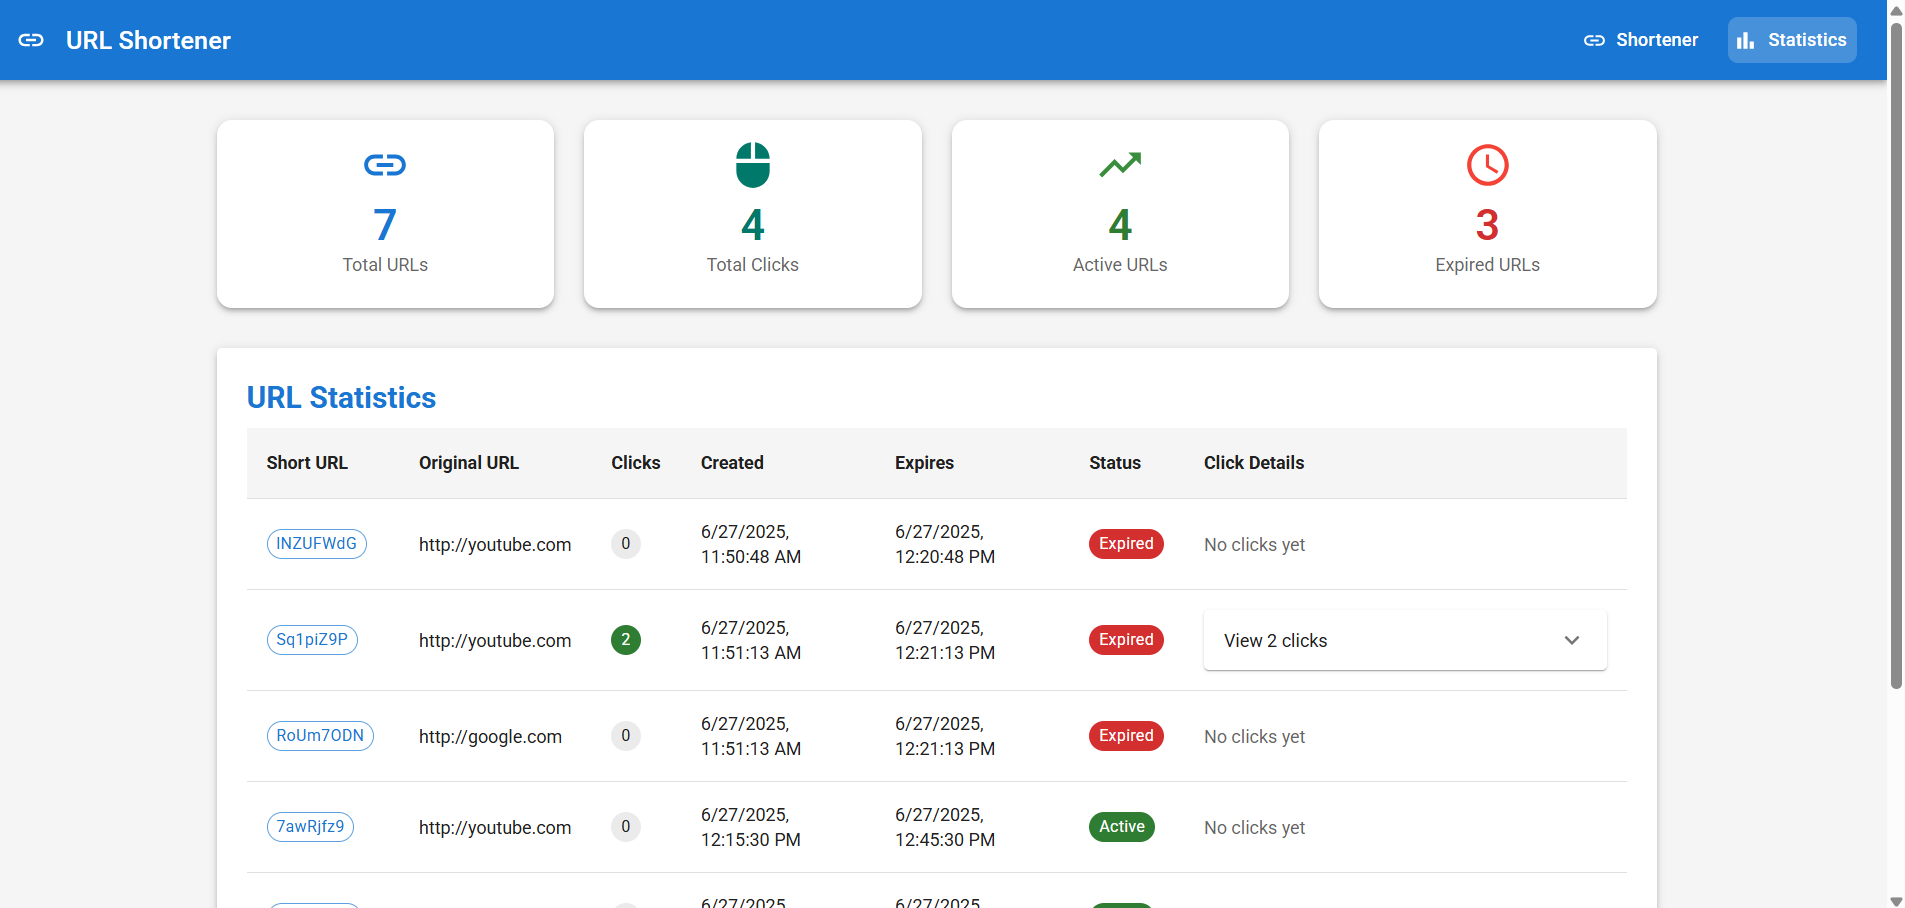 URL Shortener
Shortener
Statistics
7
Total URLs
4
Total Clicks
4
Active URLs
3
Expired URLs
URL Statistics
Short URL Original URL Clicks Created Expires Status Click Details
INZUFWdG http://youtube.com 0 6/27/2025, 11:50:48 AM 6/27/2025, 12:20:48 PM Expired No clicks yet
Sq1piZ9P http://youtube.com 2 6/27/2025, 11:51:13 AM 6/27/2025, 12:21:13 PM Expired View 2 clicks
RoUm7ODN http://google.com 0 6/27/2025, 11:51:13 AM 6/27/2025, 12:21:13 PM Expired No clicks yet
7awRjfz9 http://youtube.com 0 6/27/2025, 12:15:30 PM 6/27/2025, 12:45:30 PM Active No clicks yet
6/27/2025, 6/27/2025,